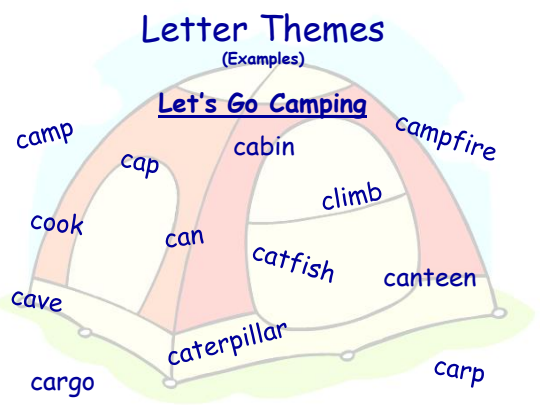 Letter Themes
(Examples)
Let's Go Camping
camp
campfire
cabin
cap
climb
cook
can
catfish
canteen
cave
caterpillar
carp
cargo